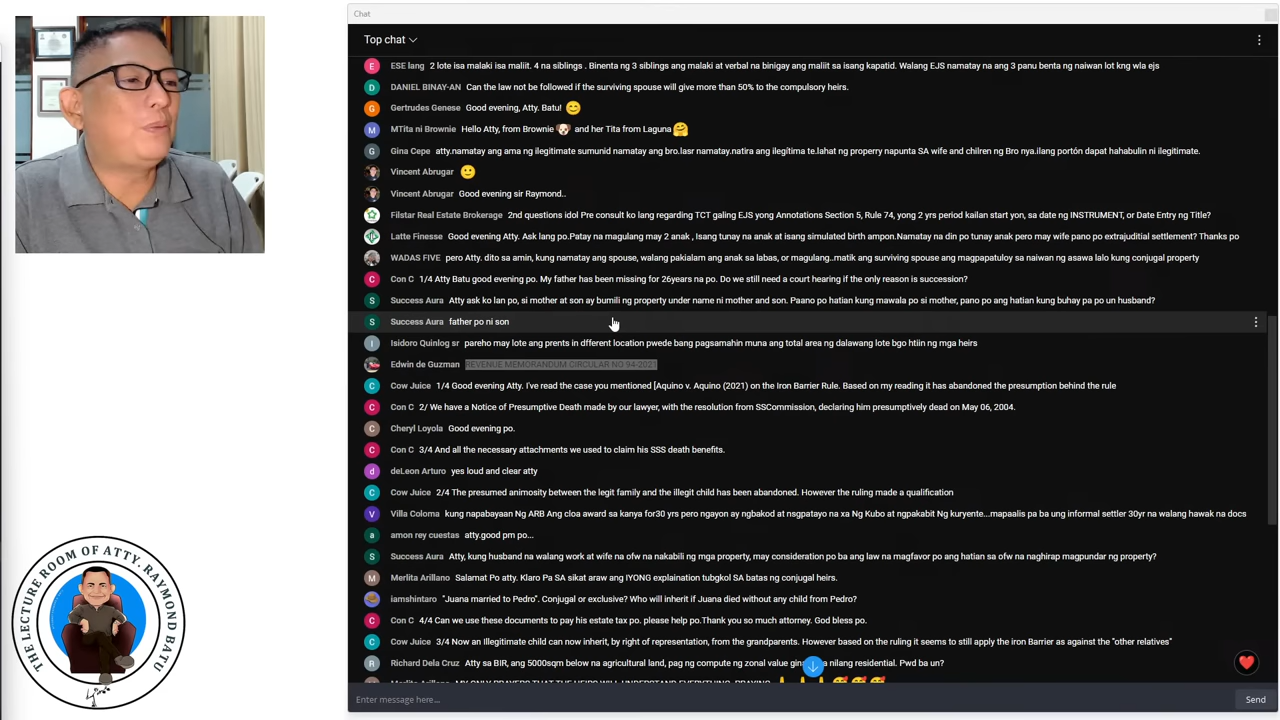 Chat
Top chat
ESE lang 2 lote isa malaki isa maliit. 4 na siblings . Binenta ng 3 siblings ang malaki at verbal na binigay ang maliit sa isang kapatid. Walang EJS namatay na ang 3 panu benta ng naiwan lot kng wla ejs
DANIEL BINAY-AN Can the law not be followed if the surviving spouse will give more than 50% to the compulsory heirs.
Gertrudes Genese Good evening, Atty. Batu! 😊
MTita ni Brownie Hello Atty, from Brownie 🐶 and her Tita from Laguna 🤗
Gina Cepe atty.namatay ang ama ng ilegitimate sumunid namatay ang bro.lasr namatay.natira ang ilegítima te.lahat ng properry napunta SA wife and chilren ng Bro nya.ilang portón dapat hahabulin ni ilegitimate.
Vincent Abrugar 🙂
Vincent Abrugar Good evening sir Raymond..
Filstar Real Estate Brokerage 2nd questions idol Pre consult ko lang regarding TCT galing EJS yong Annotations Section 5, Rule 74, yong 2 yrs period kailan start yon, sa date ng INSTRUMENT, or Date Entry ng Title?
Latte Finesse Good evening Atty. Ask lang po.Patay na magulang may 2 anak , Isang tunay na anak at isang simulated birth ampon.Namatay na din po tunay anak pero may wife pano po extrajuditial settlement? Thanks po
WADAS FIVE pero Atty. dito sa amin, kung namatay ang spouse, walang pakialam ang anak sa labas, or magulang..matik ang surviving spouse ang magpapatuloy sa naiwan ng asawa lalo kung conjugal property
Con C 1/4 Atty Batu good evening po. My father has been missing for 26years na po. Do we still need a court hearing if the only reason is succession?
Success Aura Atty ask ko lan po, si mother at son ay bumili ng property under name ni mother and son. Paano po hatian kung mawala po si mother, pano po ang hatian kung buhay pa po un husband?
Success Aura father po ni son
Isidoro Quinlog sr pareho may lote ang prents in dfferent location pwede bang pagsamahin muna ang total area ng dalawang lote bgo htiin ng mga heirs
Edwin de Guzman REVENUE MEMORANDUM CIRCULAR NO 94-2021
Cow Juice 1/4 Good evening Atty. I've read the case you mentioned [Aquino v. Aquino (2021) on the Iron Barrier Rule. Based on my reading it has abandoned the presumption behind the rule
Con C 2/ We have a Notice of Presumptive Death made by our lawyer, with the resolution from SSCommission, declaring him presumptively dead on May 06, 2004.
Cheryl Loyola Good evening po.
Con C 3/4 And all the necessary attachments we used to claim his SSS death benefits.
deLeon Arturo yes loud and clear atty
Cow Juice 2/4 The presumed animosity between the legit family and the illegit child has been abandoned. However the ruling made a qualification
Villa Coloma kung napabayaan Ng ARB Ang cloa award sa kanya for30 yrs pero ngayon ay ngbakod at nsgpatayo na xa Ng Kubo at ngpakabit Ng kuryente...mapaalis pa ba ung informal settler 30yr na walang hawak na docs
amon rey cuestas atty.good pm po...
Success Aura Atty, kung husband na walang work at wife na ofw na nakabili ng mga property, may consideration po ba ang law na magfavor po ang hatian sa ofw na naghirap magpundar ng property?
Merlita Arillano Salamat Po atty. Klaro Pa SA sikat araw ang IYONG explaination tubgkol SA batas ng conjugal heirs.
iamshintaro "Juana married to Pedro". Conjugal or exclusive? Who will inherit if Juana died without any child from Pedro?
Con C 4/4 Can we use these documents to pay his estate tax po. please help po.Thank you so much attorney. God bless po.
Cow Juice 3/4 Now an Illegitimate child can now inherit, by right of representation, from the grandparents. However based on the ruling it seems to still apply the iron Barrier as against the "other relatives"
Richard Dela Cruz Atty sa BIR, ang 5000sqm below na agricultural land, pag ng compute ng zonal value nilang residential. Pwd ba un?
Enter message here...
Send
THE LECTURE ROOM OF ATTY. RAYMOND BATU